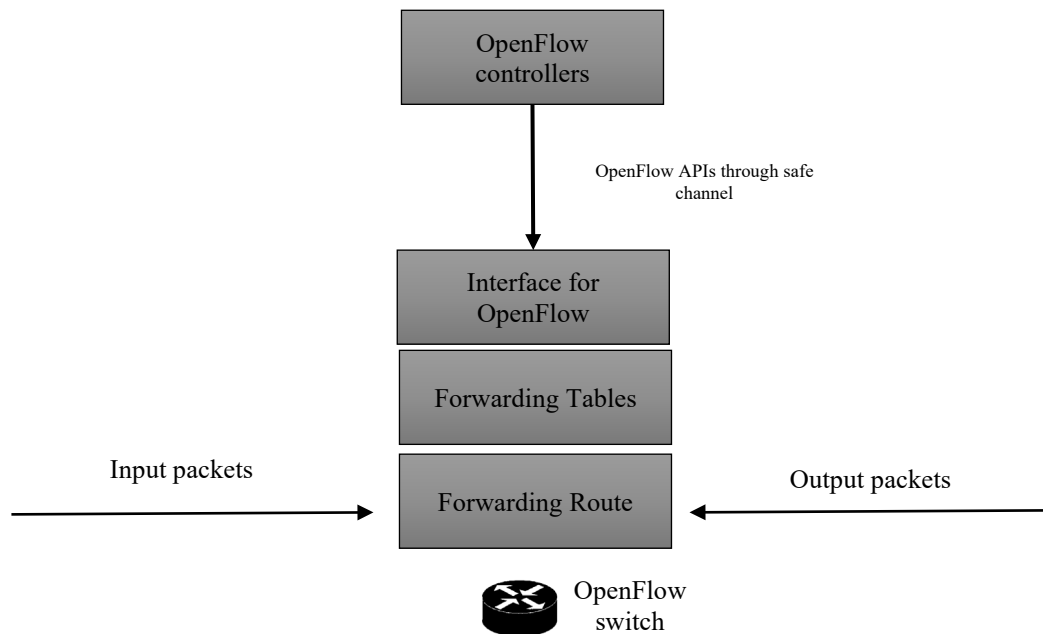 OpenFlow
controllers
OpenFlow APIs through safe
channel
Interface for
OpenFlow
Forwarding Tables
Input packets
Forwarding Route
Output packets
OpenFlow
switch